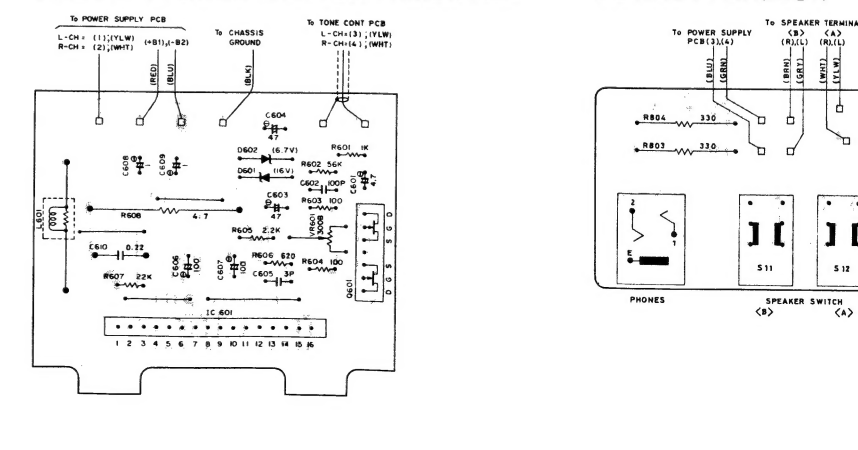 To POWER SUPPLY PCB
L-CH = (1);(YLW)
R-CH = (2);(WHT)
(+B1),(-B2)
To CHASSIS
GROUND
To TONE CONT PCB
L-CH=(3);(YLW)
R-CH=(4);(WHT)
(RED)
(BLU)
(BLK)
C604
47
D602 (6.7V)
D601 (16V)
R601 1K
R602 56K
C602 100P
C601
4.7
C608
C609
C603
47
R603 100
R608 4.7
L601
R605 2.2K
VR601
300B
D
S
G
C610 0.22
C606
100
C607
100
R606 620
C605 3P
R604 100
R607 22K
S
G
D
Q601
IC 601
1 2 3 4 5 6 7 8 9 10 11 12 13 14 15 16
To POWER SUPPLY
PCB(3),(4)
To SPEAKER TERMINA
<B> <A>
(R),(L) (R),(L)
(BLU)
(GRN)
(BRN)
(GRY)
(WHT)
(YLW)
R804 330
R803 330
2
1
E
S 11
S 12
PHONES
SPEAKER SWITCH
<B> <A>